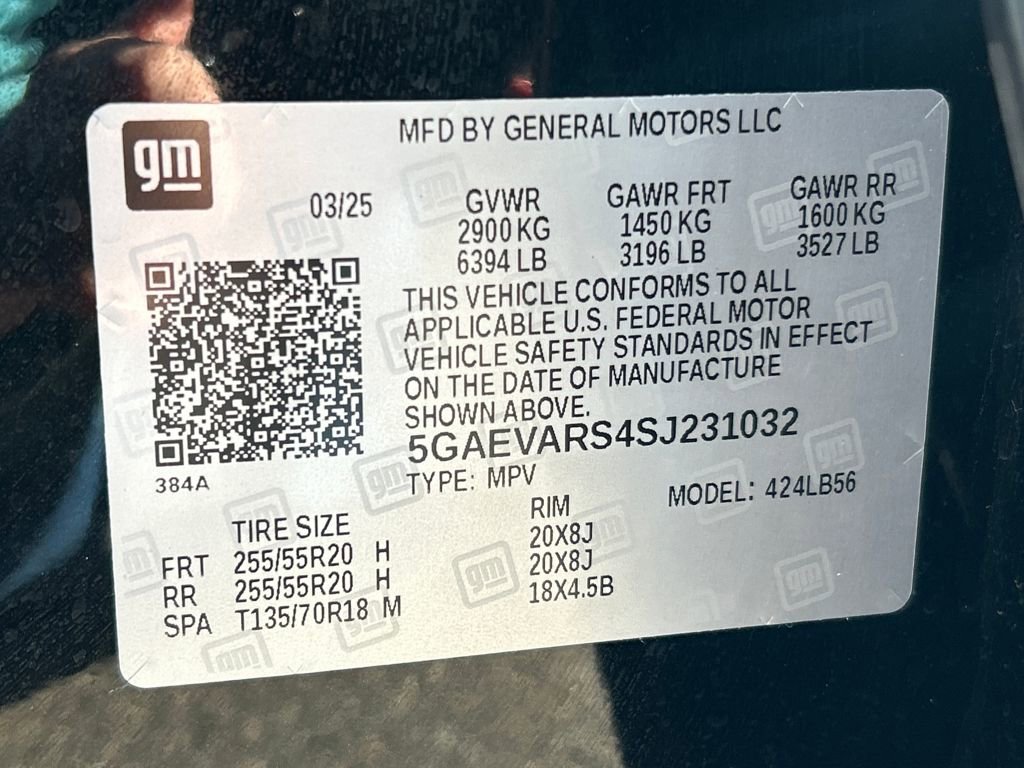 gm
MFD BY GENERAL MOTORS LLC
03/25
GVWR GAWR FRT GAWR RR
2900 KG 1450 KG 1600 KG
6394 LB 3196 LB 3527 LB
THIS VEHICLE CONFORMS TO ALL
APPLICABLE U.S. FEDERAL MOTOR
VEHICLE SAFETY STANDARDS IN EFFECT
ON THE DATE OF MANUFACTURE
SHOWN ABOVE.
5GAEVARS4SJ231032
384A
TYPE: MPV MODEL: 424LB56
TIRE SIZE RIM
FRT 255/55R20 H 20X8J
RR 255/55R20 H 20X8J
SPA T135/70R18 M 18X4.5B